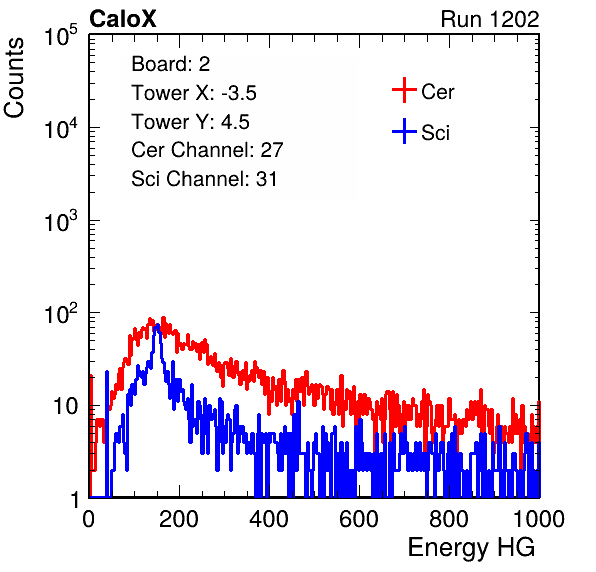 CaloX Run 1202
Counts
Board: 2
Tower X: -3.5
Tower Y: 4.5
Cer Channel: 27
Sci Channel: 31
Cer
Sci
10^5
10^4
10^3
10^2
10
1
0 200 400 600 800 1000
Energy HG